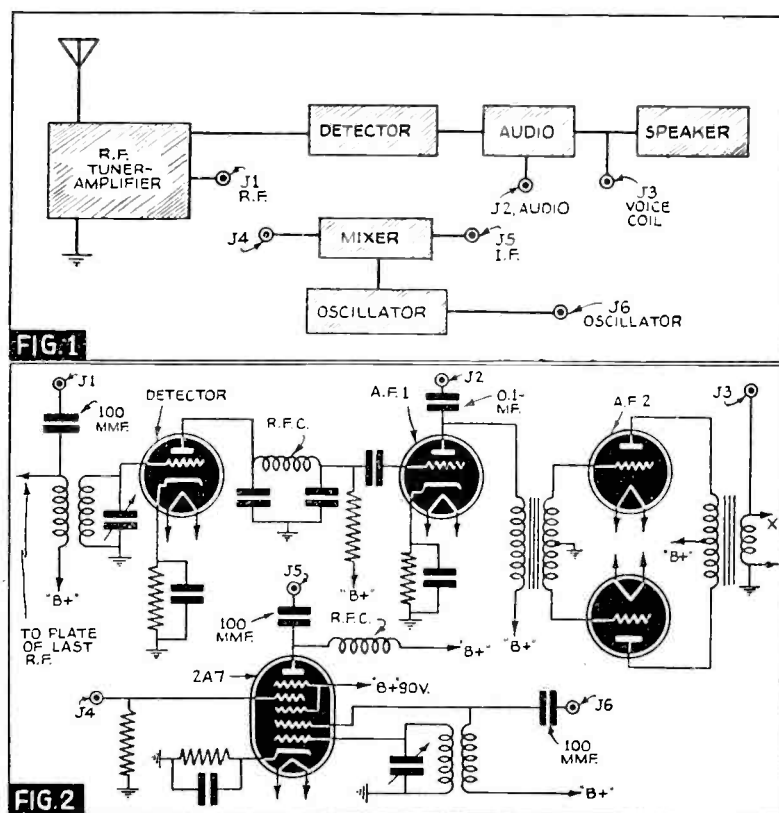 R.F.
TUNER-
AMPLIFIER
J1
R.F.
DETECTOR
AUDIO
SPEAKER
J2, AUDIO
J3
VOICE
COIL
J4
MIXER
J5
I.F.
OSCILLATOR
J6
OSCILLATOR
FIG.1
J1
100
MMF.
DETECTOR
R.F.C.
A.F.1
J2
0.1-
MF.
A.F.2
J3
X
"B+"
TO PLATE
OF LAST
R.F.
"B+"
"B+"
"B+"
J5
100
MMF.
R.F.C.
"B+"
2A7
"B+"90V.
J4
J6
100
MMF.
"B+"
FIG.2